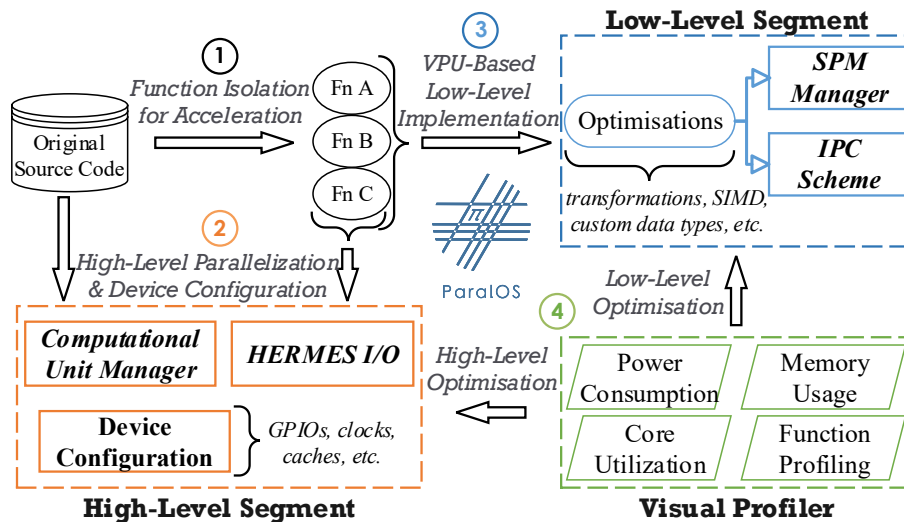 1
Function Isolation
for Acceleration
Original
Source Code
Fn A
Fn B
Fn C
3
VPU-Based
Low-Level
Implementation
Low-Level Segment
Optimisations
SPM
Manager
IPC
Scheme
transformations, SIMD,
custom data types, etc.
π
ParalOS
2
High-Level Parallelization
& Device Configuration
Computational
Unit Manager
HERMES I/O
Device
Configuration
GPIOs, clocks,
caches, etc.
High-Level Segment
High-Level
Optimisation
Low-Level
Optimisation
4
Power
Consumption
Memory
Usage
Core
Utilization
Function
Profiling
Visual Profiler